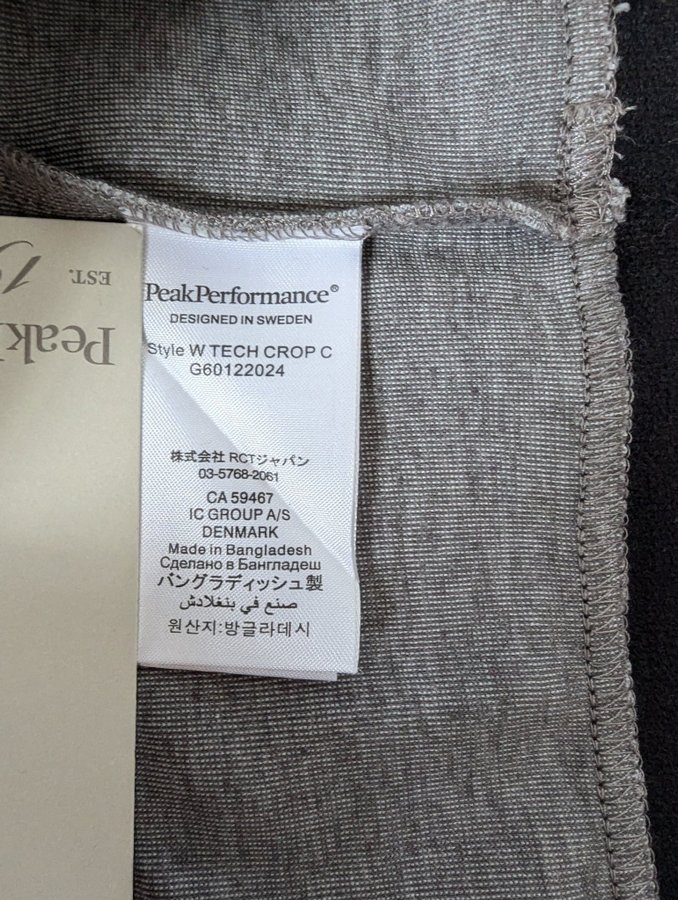 PeakPerformance®
DESIGNED IN SWEDEN
Style W TECH CROP C
G60122024
株式会社 RCTジャパン
03-5768-2061
CA 59467
IC GROUP A/S
DENMARK
Made in Bangladesh
Сделано в Бангладеш
バングラディッシュ製
صنع في بنغلادش
원산지:방글라데시
EST.